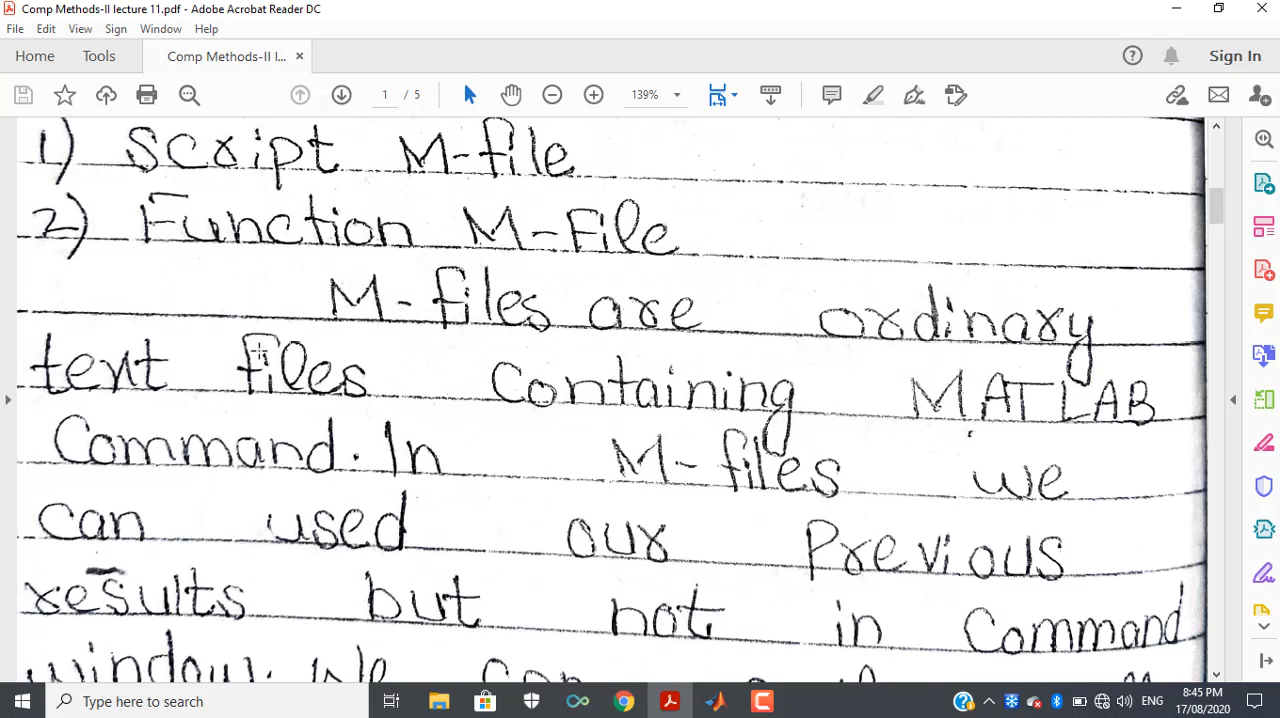 Comp Methods-II lecture 11.pdf - Adobe Acrobat Reader DC
File Edit View Sign Window Help
Home Tools Comp Methods-II l... × Sign In
1 / 5 139%
1) Script M-file
2) Function M-File
M-files are ordinary
text files Containing MATLAB
Command. In M-files we
can used our Previous
results but not in Command
window. We can
Type here to search
ENG
8:45 PM
17/08/2020